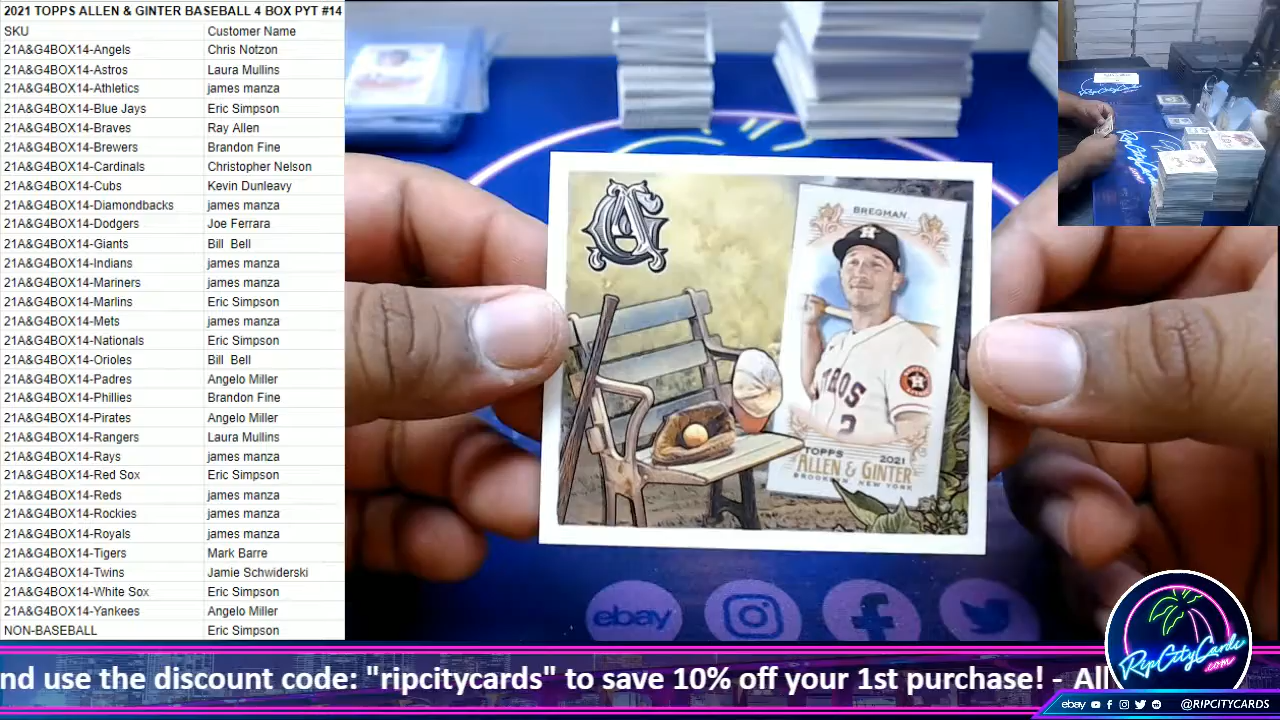 2021 TOPPS ALLEN & GINTER BASEBALL 4 BOX PYT #14
SKU Customer Name
21A&G4BOX14-Angels Chris Notzon
21A&G4BOX14-Astros Laura Mullins
21A&G4BOX14-Athletics james manza
21A&G4BOX14-Blue Jays Eric Simpson
21A&G4BOX14-Braves Ray Allen
21A&G4BOX14-Brewers Brandon Fine
21A&G4BOX14-Cardinals Christopher Nelson
21A&G4BOX14-Cubs Kevin Dunleavy
21A&G4BOX14-Diamondbacks james manza
21A&G4BOX14-Dodgers Joe Ferrara
21A&G4BOX14-Giants Bill Bell
21A&G4BOX14-Indians james manza
21A&G4BOX14-Mariners james manza
21A&G4BOX14-Marlins Eric Simpson
21A&G4BOX14-Mets james manza
21A&G4BOX14-Nationals Eric Simpson
21A&G4BOX14-Orioles Bill Bell
21A&G4BOX14-Padres Angelo Miller
21A&G4BOX14-Phillies Brandon Fine
21A&G4BOX14-Pirates Angelo Miller
21A&G4BOX14-Rangers Laura Mullins
21A&G4BOX14-Rays james manza
21A&G4BOX14-Red Sox Eric Simpson
21A&G4BOX14-Reds james manza
21A&G4BOX14-Rockies james manza
21A&G4BOX14-Royals james manza
21A&G4BOX14-Tigers Mark Barre
21A&G4BOX14-Twins Jamie Schwiderski
21A&G4BOX14-White Sox Eric Simpson
21A&G4BOX14-Yankees Angelo Miller
NON-BASEBALL Eric Simpson
BREGMAN
H
TROS
2
H
TOPPS 2021
ALLEN & GINTER
BROOKLYN, NEW YORK
ebay
RipCityCards
RipCityCards
.com
nd use the discount code: "ripcitycards" to save 10% off your 1st purchase! - All
ebay @RIPCITYCARDS